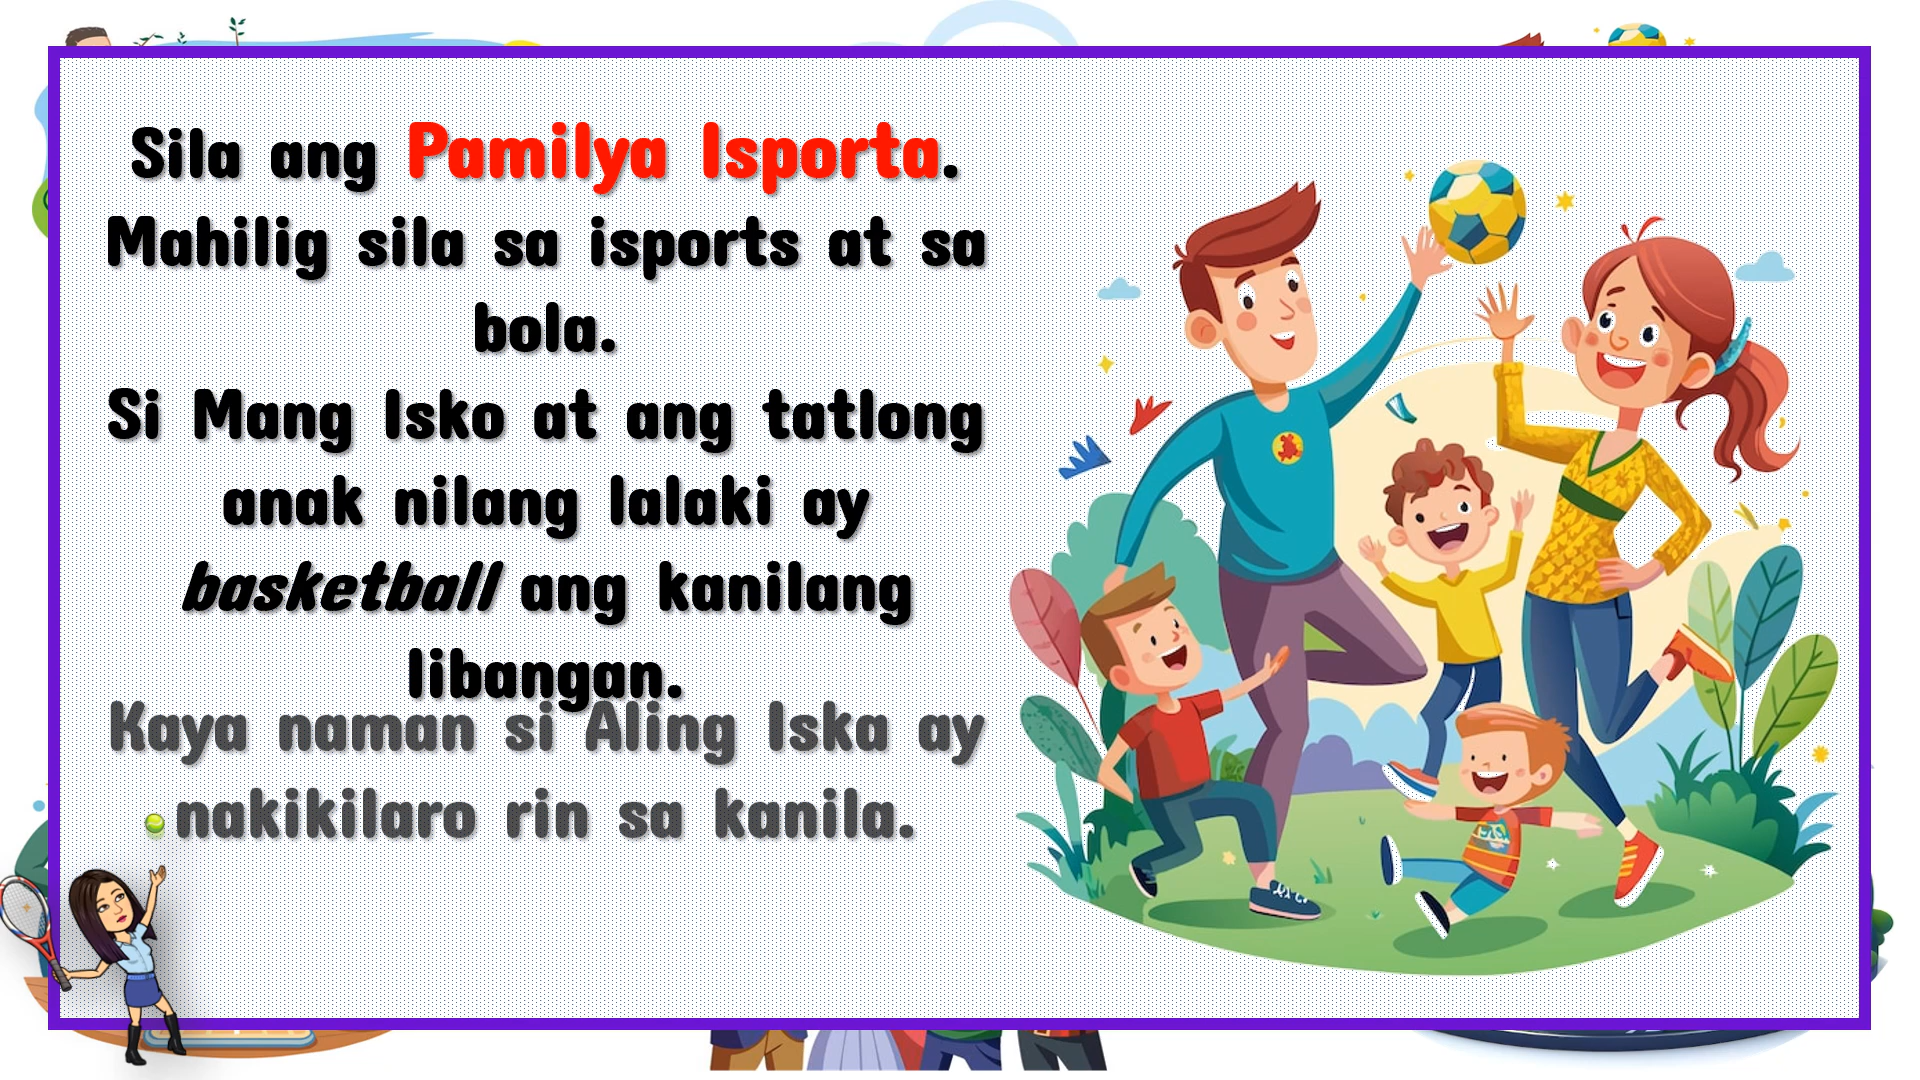 Sila ang Pamilya Isporta.
Mahilig sila sa isports at sa
bola.
Si Mang Isko at ang tatlong
anak nilang lalaki ay
basketball ang kanilang
libangan.
Kaya naman si Aling Iska ay
nakikilaro rin sa kanila.